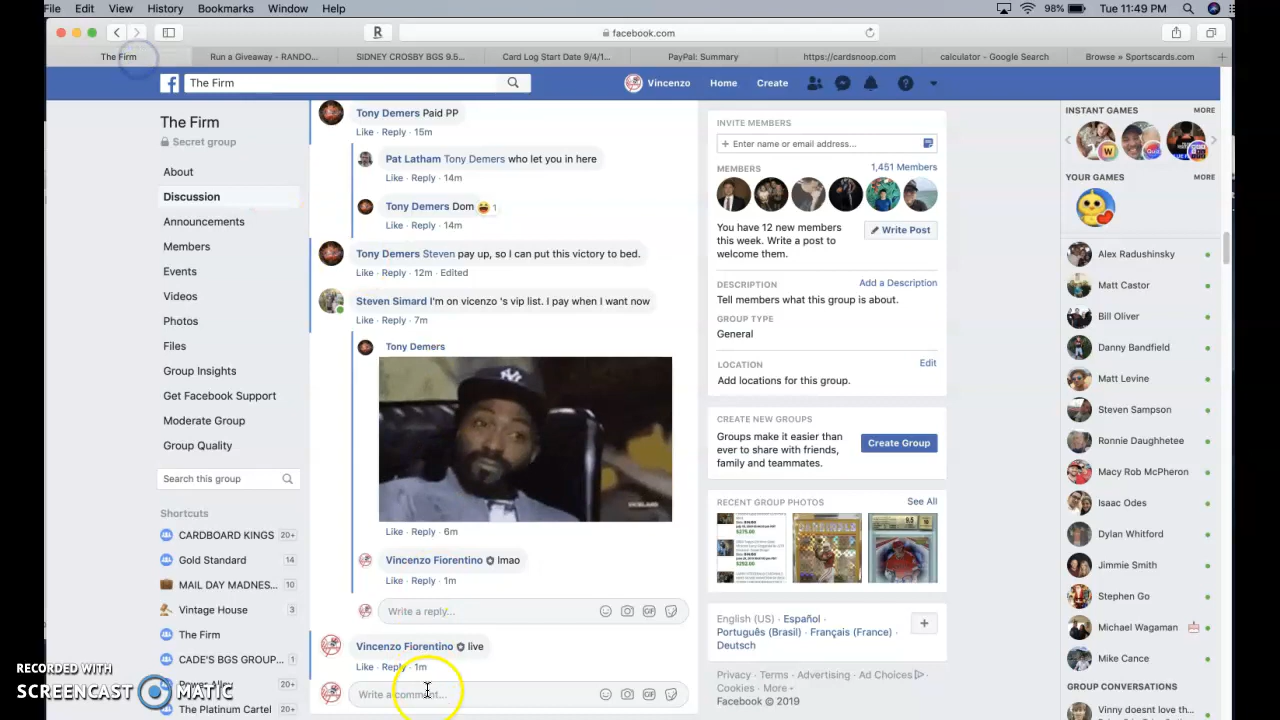 File Edit View History Bookmarks Window Help
98% Tue 11:49 PM
R facebook.com
The Firm
Run a Giveaway - RANDO...
SIDNEY CROSBY BGS 9.5...
Card Log Start Date 9/4/1...
PayPal: Summary
https://cardsnoop.com
calculator - Google Search
Browse » Sportscards.com
The Firm
Vincenzo Home Create
The Firm
Secret group
About
Discussion
Announcements
Members
Events
Videos
Photos
Files
Group Insights
Get Facebook Support
Moderate Group
Group Quality
Search this group
Shortcuts
CARDBOARD KINGS 20+
Gold Standard 14
MAIL DAY MADNES... 10
Vintage House 3
The Firm
CADE'S BGS GROUP... 1
Power Alley 20+
The Platinum Cartel 20+
RECORDED WITH
SCREENCAST MATIC
Tony Demers Paid PP
Like · Reply · 15m
Pat Latham Tony Demers who let you in here
Like · Reply · 14m
Tony Demers Dom 1
Like · Reply · 14m
Tony Demers Steven pay up, so I can put this victory to bed.
Like · Reply · 12m · Edited
Steven Simard I'm on vicenzo 's vip list. I pay when I want now
Like · Reply · 7m
Tony Demers
Like · Reply · 6m
Vincenzo Fiorentino lmao
Like · Reply · 1m
Write a reply...
GIF
Vincenzo Fiorentino live
Like · Reply · 1m
Write a comment...
GIF
INVITE MEMBERS
+ Enter name or email address...
MEMBERS 1,451 Members
You have 12 new members
this week. Write a post to
welcome them.
Write Post
DESCRIPTION Add a Description
Tell members what this group is about.
GROUP TYPE
General
LOCATION Edit
Add locations for this group.
CREATE NEW GROUPS
Groups make it easier than
ever to share with friends,
family and teammates.
Create Group
RECENT GROUP PHOTOS See All
English (US) · Español ·
Português (Brasil) · Français (France) ·
Deutsch
Privacy · Terms · Advertising · Ad Choices ·
Cookies · More
Facebook © 2019
INSTANT GAMES MORE
YOUR GAMES MORE
Alex Radushinsky
Matt Castor
Bill Oliver
Danny Bandfield
Matt Levine
Steven Sampson
Ronnie Daughhetee
Macy Rob McPheron
Isaac Odes
Dylan Whitford
Jimmie Smith
Stephen Go
Michael Wagaman
Mike Cance
GROUP CONVERSATIONS
Vinny doesnt love th...